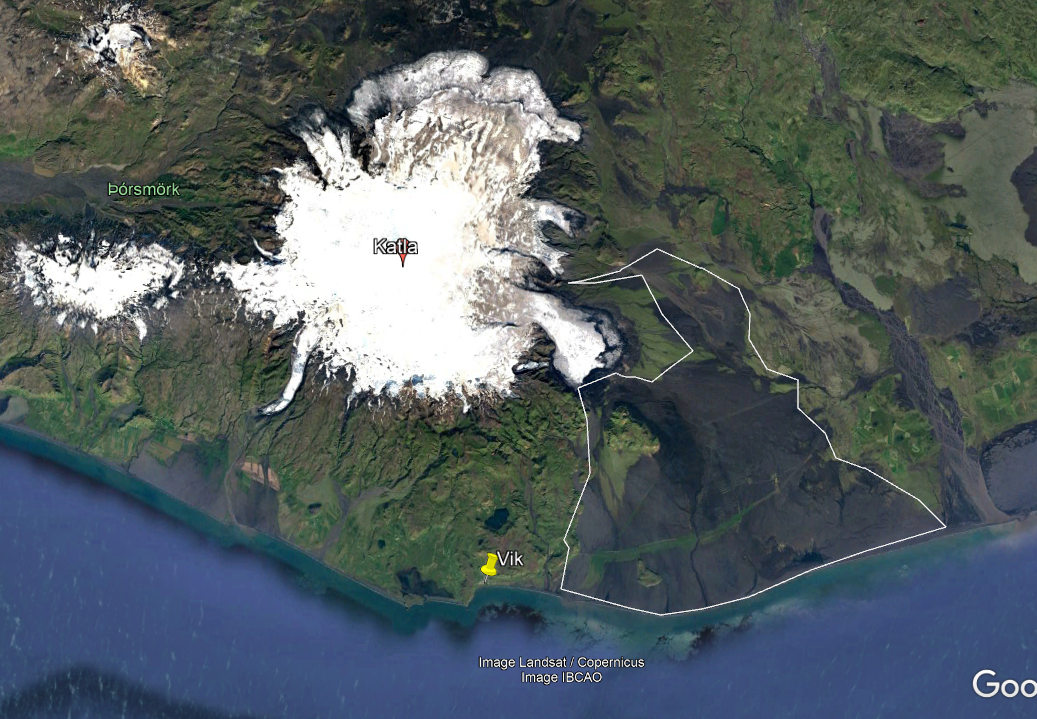 Þórsmörk
Katla
Vik
Image Landsat / Copernicus
Image IBCAO
Goo